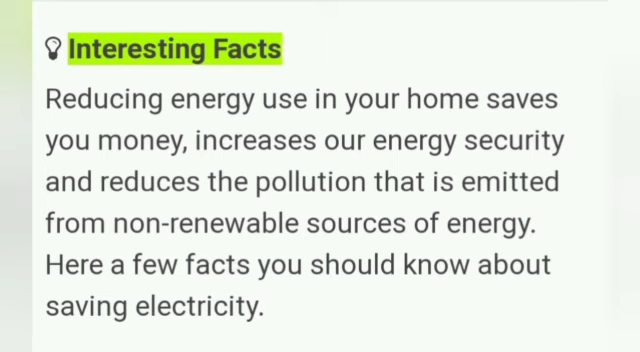 Interesting Facts
Reducing energy use in your home saves
you money, increases our energy security
and reduces the pollution that is emitted
from non-renewable sources of energy.
Here a few facts you should know about
saving electricity.